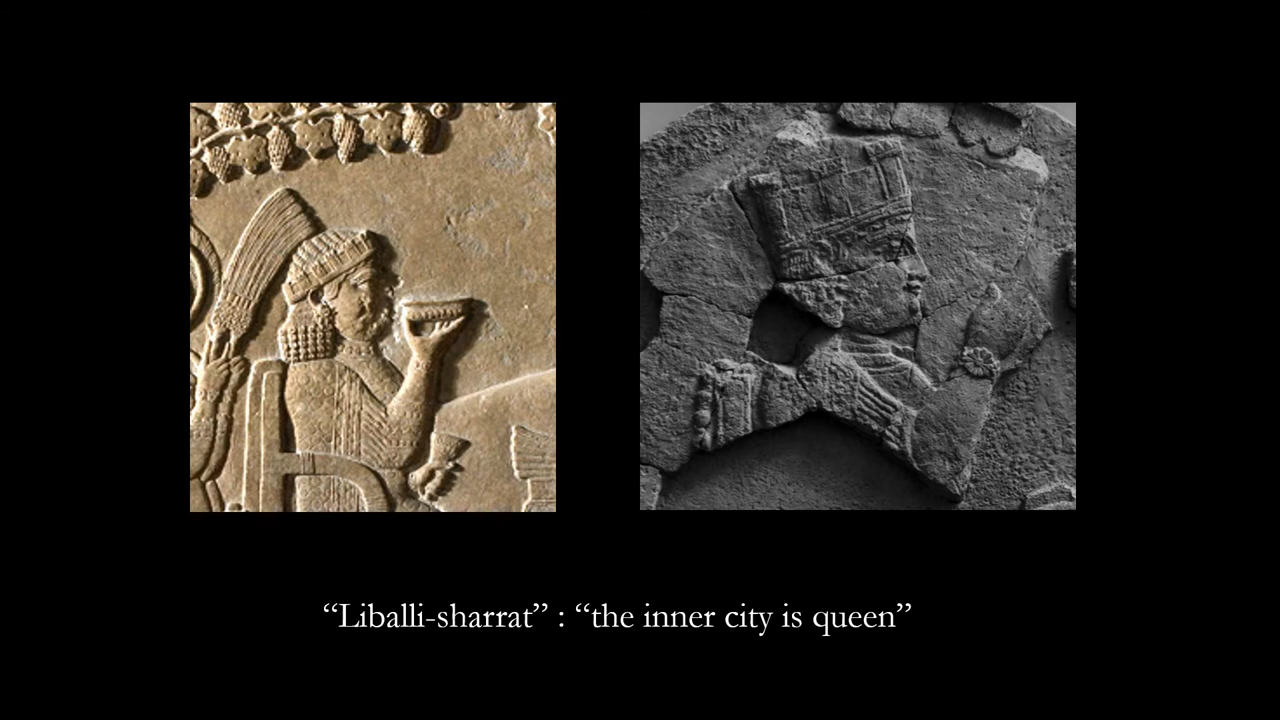 “Liballi-sharrat” : “the inner city is queen”